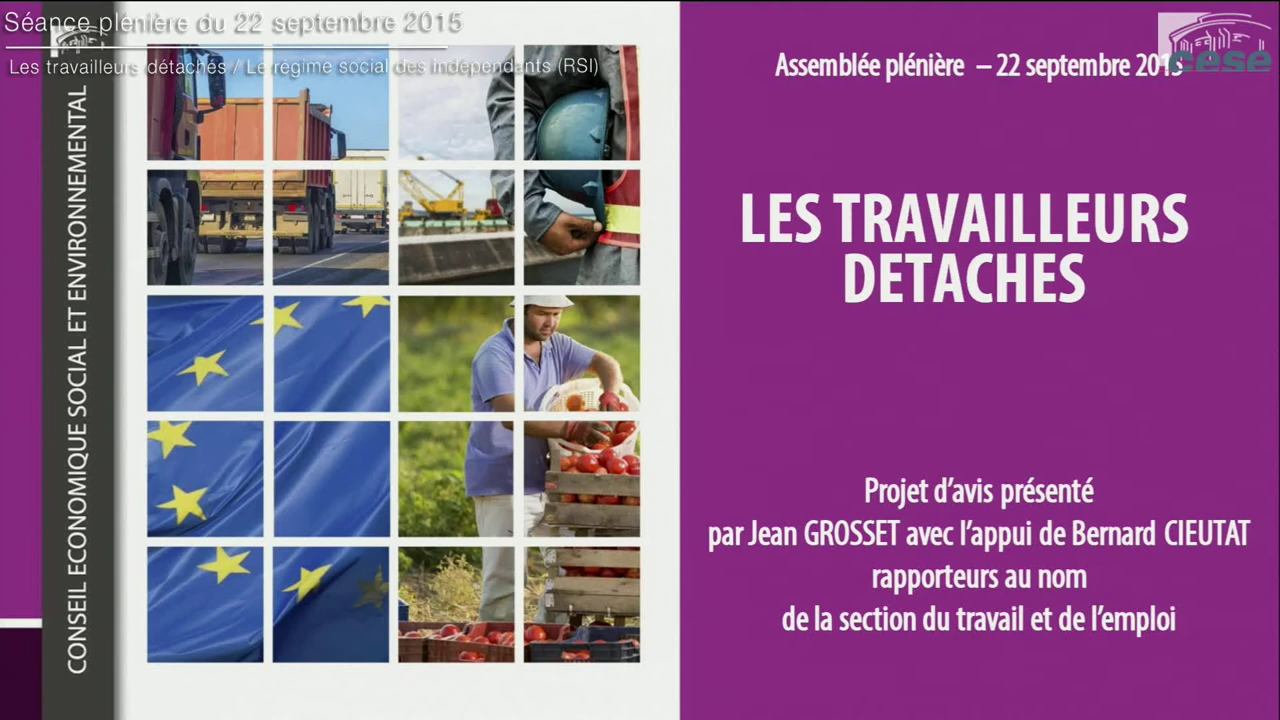 Séance plénière du 22 septembre 2015
Les travailleurs détachés / Le régime social des indépendants (RSI)
CONSEIL ECONOMIQUE SOCIAL ET ENVIRONNEMENTAL
Assemblée plénière – 22 septembre 2015
cese
LES TRAVAILLEURS
DETACHES
Projet d’avis présenté
par Jean GROSSET avec l’appui de Bernard CIEUTAT
rapporteurs au nom
de la section du travail et de l’emploi